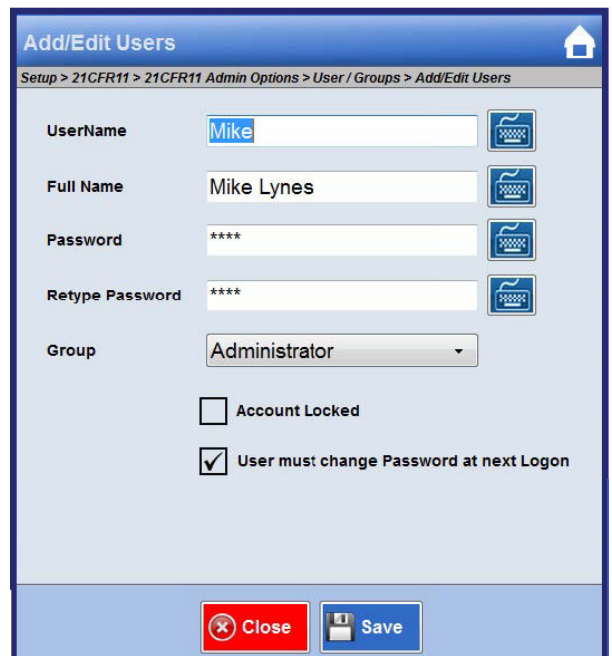 Add/Edit Users
Setup > 21CFR11 > 21CFR11 Admin Options > User / Groups > Add/Edit Users
UserName Mike
Full Name Mike Lynes
Password ****
Retype Password ****
Group Administrator
Account Locked
User must change Password at next Logon
Close Save